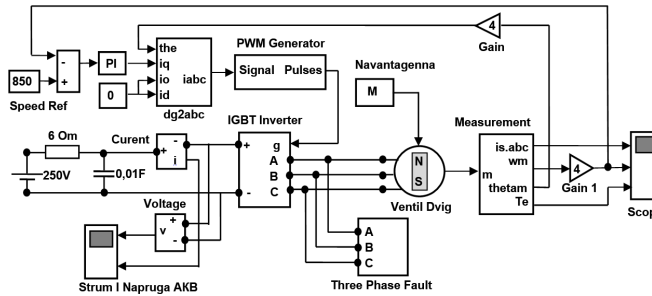 the
iq
io
id
iabc
dg2abc
PWM Generator
Signal Pulses
4
Gain
-
+
850
Speed Ref
PI
0
Navantagenna
M
IGBT Inverter
6 Om
Curent
+
-
i
250V
0,01F
+
-
g
A
B
C
N
S
Ventil Dvig
Measurement
m
is.abc
wm
thetam
Te
4
Gain 1
Scop
Voltage
v
+
-
Strum I Napruga AKB
A
B
C
Three Phase Fault